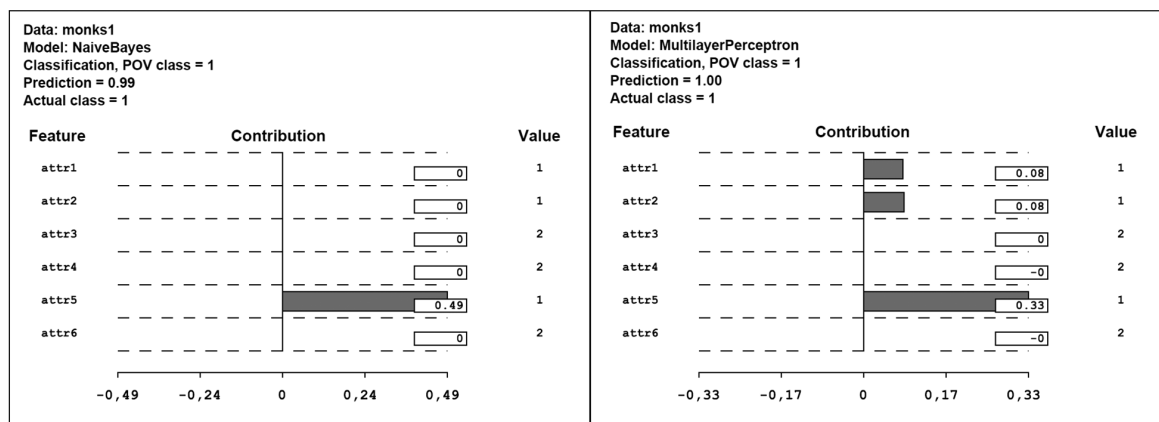 Data: monks1
Model: NaiveBayes
Classification, POV class = 1
Prediction = 0.99
Actual class = 1
Feature Contribution Value
attr1 0 1
attr2 0 1
attr3 0 2
attr4 0 2
attr5 0.49 1
attr6 0 2
-0,49 -0,24 0 0,24 0,49
Data: monks1
Model: MultilayerPerceptron
Classification, POV class = 1
Prediction = 1.00
Actual class = 1
Feature Contribution Value
attr1 0.08 1
attr2 0.08 1
attr3 0 2
attr4 -0 2
attr5 0.33 1
attr6 -0 2
-0,33 -0,17 0 0,17 0,33